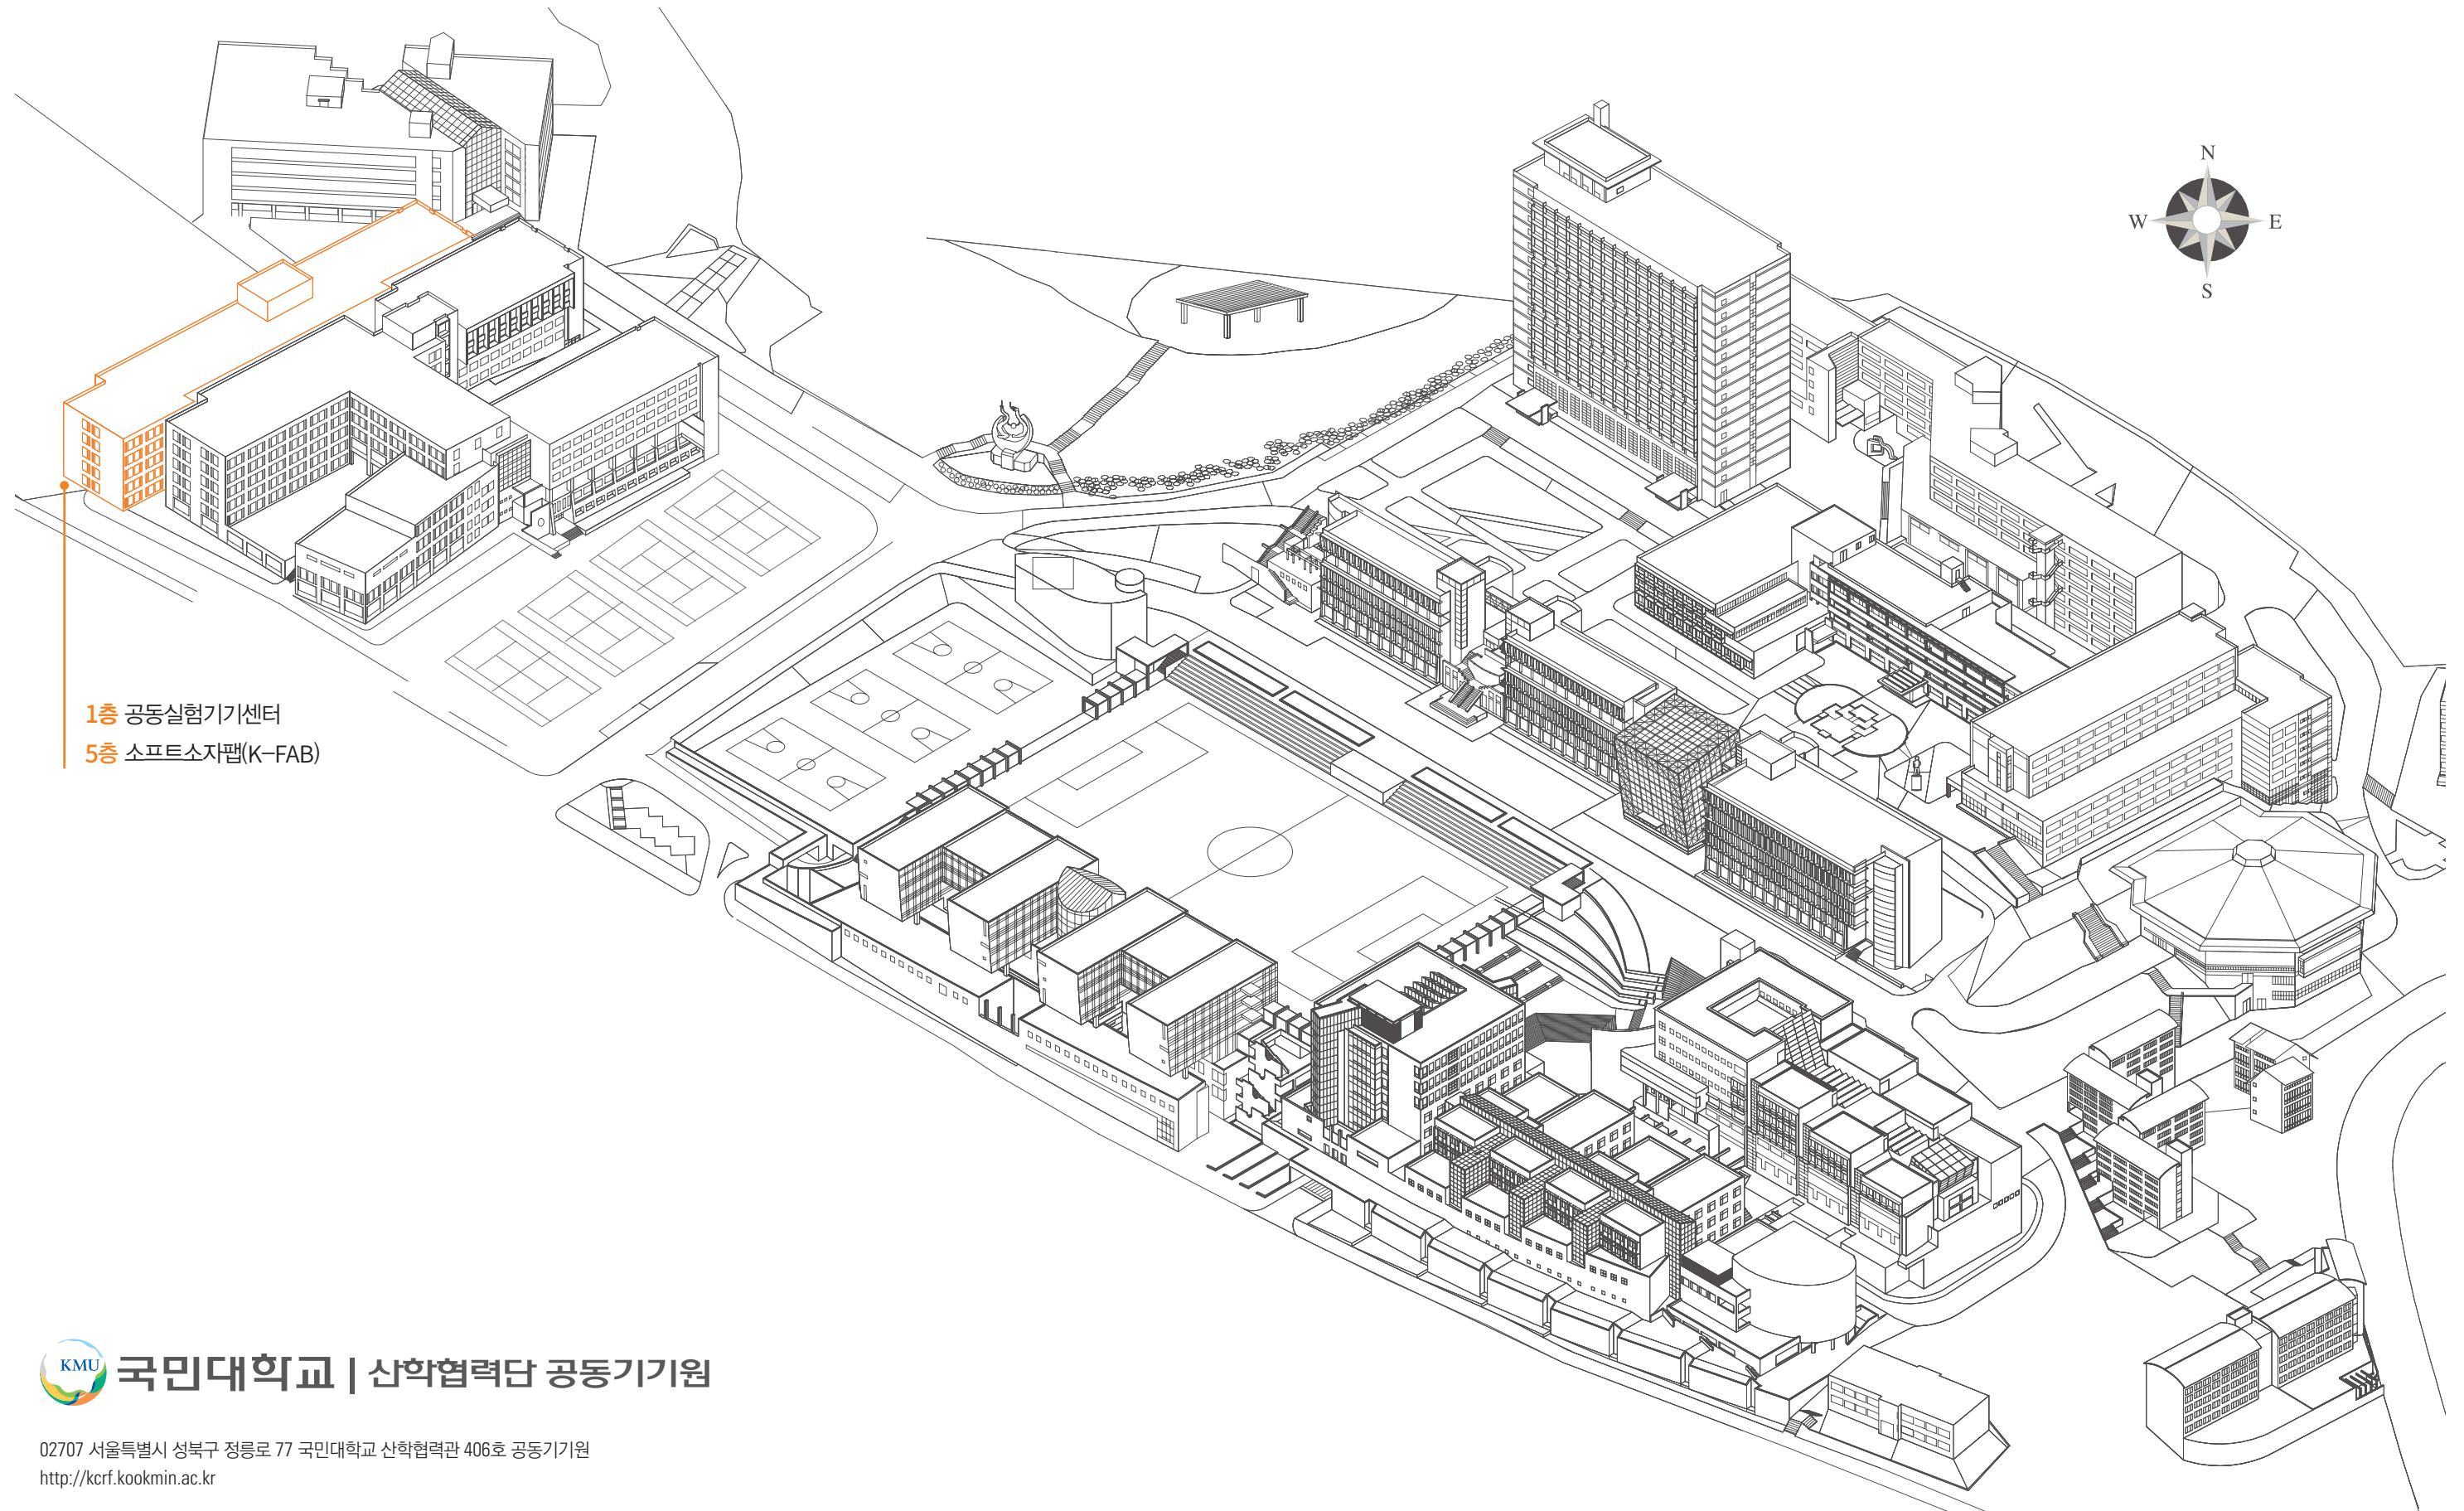 N
W E
S
1층 공동실험기기센터
5층 소프트소자팹(K-FAB)
KMU 국민대학교 | 산학협력단 공동기기원
02707 서울특별시 성북구 정릉로 77 국민대학교 산학협력관 406호 공동기기원
http://kcrf.kookmin.ac.kr